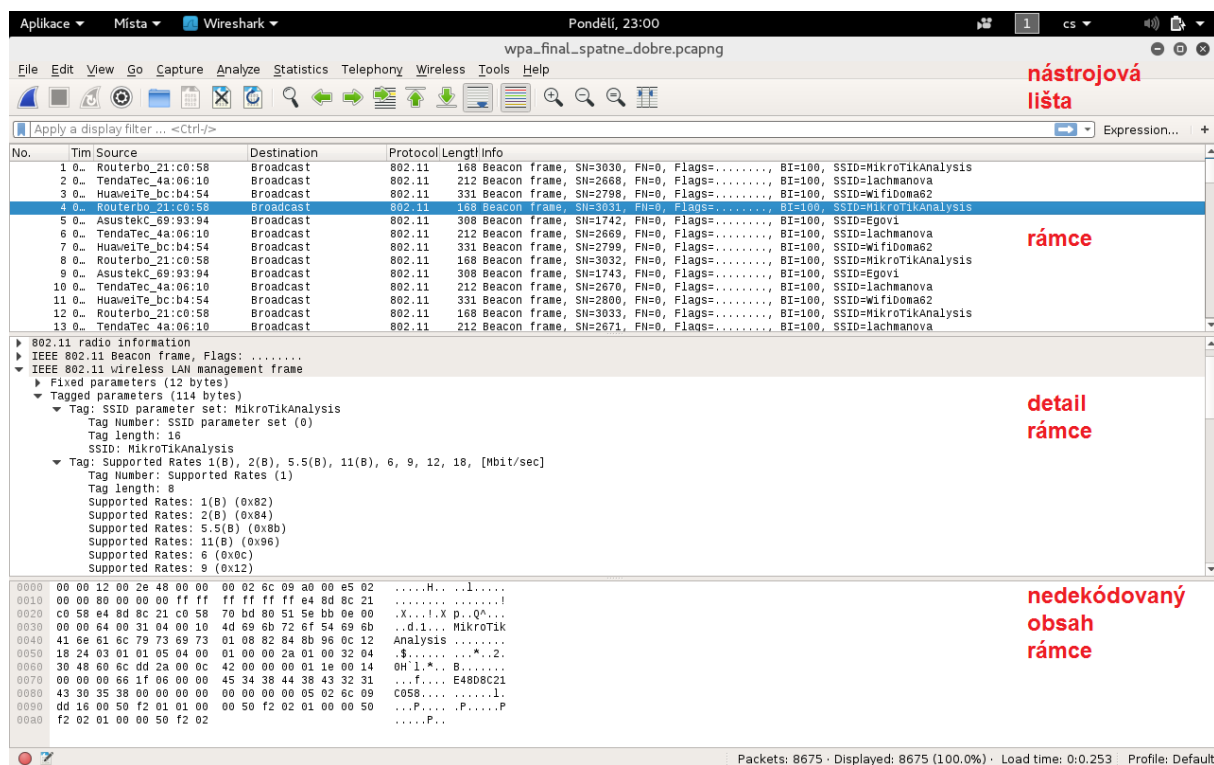 Aplikace Místa Wireshark Pondělí, 23:00 1 cs
wpa_final_spatne_dobre.pcapng
File Edit View Go Capture Analyze Statistics Telephony Wireless Tools Help
nástrojová
lišta
Apply a display filter ... <Ctrl-/> Expression... +
No. Tim Source Destination Protocol Lengtl Info
1 0… Routerbo_21:c0:58 Broadcast 802.11 168 Beacon frame, SN=3030, FN=0, Flags=........, BI=100, SSID=MikroTikAnalysis
2 0… TendaTec_4a:06:10 Broadcast 802.11 212 Beacon frame, SN=2668, FN=0, Flags=........, BI=100, SSID=lachmanova
3 0… HuaweiTe_bc:b4:54 Broadcast 802.11 331 Beacon frame, SN=2798, FN=0, Flags=........, BI=100, SSID=WifiDoma62
4 0… Routerbo_21:c0:58 Broadcast 802.11 168 Beacon frame, SN=3031, FN=0, Flags=........, BI=100, SSID=MikroTikAnalysis
5 0… AsustekC_69:93:94 Broadcast 802.11 308 Beacon frame, SN=1742, FN=0, Flags=........, BI=100, SSID=Egovi
6 0… TendaTec_4a:06:10 Broadcast 802.11 212 Beacon frame, SN=2669, FN=0, Flags=........, BI=100, SSID=lachmanova
7 0… HuaweiTe_bc:b4:54 Broadcast 802.11 331 Beacon frame, SN=2799, FN=0, Flags=........, BI=100, SSID=WifiDoma62
8 0… Routerbo_21:c0:58 Broadcast 802.11 168 Beacon frame, SN=3032, FN=0, Flags=........, BI=100, SSID=MikroTikAnalysis
9 0… AsustekC_69:93:94 Broadcast 802.11 308 Beacon frame, SN=1743, FN=0, Flags=........, BI=100, SSID=Egovi
10 0… TendaTec_4a:06:10 Broadcast 802.11 212 Beacon frame, SN=2670, FN=0, Flags=........, BI=100, SSID=lachmanova
11 0… HuaweiTe_bc:b4:54 Broadcast 802.11 331 Beacon frame, SN=2800, FN=0, Flags=........, BI=100, SSID=WifiDoma62
12 0… Routerbo_21:c0:58 Broadcast 802.11 168 Beacon frame, SN=3033, FN=0, Flags=........, BI=100, SSID=MikroTikAnalysis
13 0… TendaTec_4a:06:10 Broadcast 802.11 212 Beacon frame, SN=2671, FN=0, Flags=........, BI=100, SSID=lachmanova
rámce
802.11 radio information
IEEE 802.11 Beacon frame, Flags: ........
IEEE 802.11 wireless LAN management frame
Fixed parameters (12 bytes)
Tagged parameters (114 bytes)
Tag: SSID parameter set: MikroTikAnalysis
Tag Number: SSID parameter set (0)
Tag length: 16
SSID: MikroTikAnalysis
Tag: Supported Rates 1(B), 2(B), 5.5(B), 11(B), 6, 9, 12, 18, [Mbit/sec]
Tag Number: Supported Rates (1)
Tag length: 8
Supported Rates: 1(B) (0x82)
Supported Rates: 2(B) (0x84)
Supported Rates: 5.5(B) (0x8b)
Supported Rates: 11(B) (0x96)
Supported Rates: 6 (0x0c)
Supported Rates: 9 (0x12)
detail
rámce
0000 00 00 12 00 2e 48 00 00 00 02 6c 09 a0 00 e5 02 .....H.. ..l.....
0010 00 00 80 00 00 00 ff ff ff ff ff ff e4 8d 8c 21 ........ .......!
0020 c0 58 e4 8d 8c 21 c0 58 70 bd 80 51 5e bb 0e 00 .X...!.X p..Q^...
0030 00 00 64 00 31 04 00 10 4d 69 6b 72 6f 54 69 6b ..d.1... MikroTik
0040 41 6e 61 6c 79 73 69 73 01 08 82 84 8b 96 0c 12 Analysis ........
0050 18 24 03 01 01 05 04 00 01 00 00 2a 01 00 32 04 .$...... ...*..2.
0060 30 48 60 6c dd 2a 00 0c 42 00 00 00 01 1e 00 14 0H`l.*.. B.......
0070 00 00 00 66 1f 06 00 00 45 34 38 44 38 43 32 31 ...f.... E48D8C21
0080 43 30 35 38 00 00 00 00 00 00 00 00 05 02 6c 09 C058.... ......l.
0090 dd 16 00 50 f2 01 01 00 00 50 f2 02 01 00 00 50 ...P.... .P.....P
00a0 f2 02 01 00 00 50 f2 02 .....P..
nedekódovaný
obsah
rámce
Packets: 8675 · Displayed: 8675 (100.0%) · Load time: 0:0.253 Profile: Default